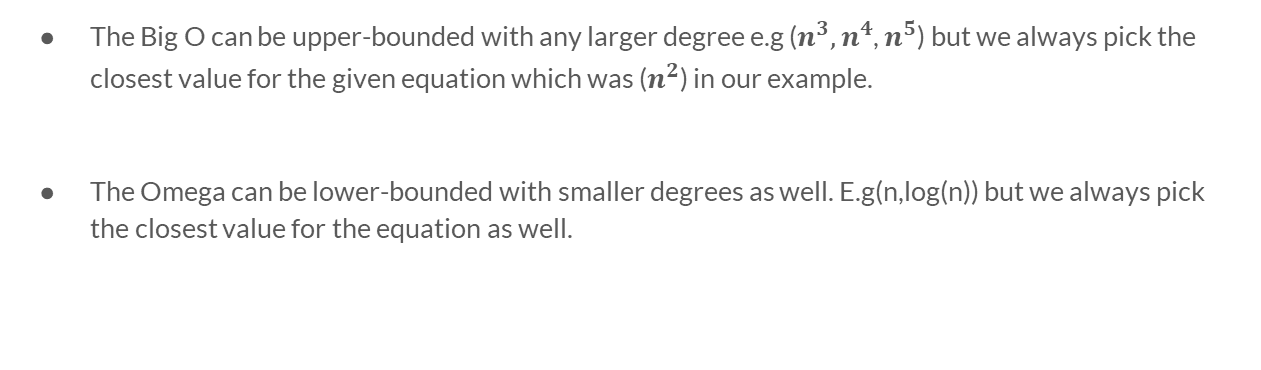 ● The Big O can be upper-bounded with any larger degree e.g (n³, n⁴, n⁵) but we always pick the
closest value for the given equation which was (n²) in our example.
● The Omega can be lower-bounded with smaller degrees as well. E.g(n,log(n)) but we always pick
the closest value for the equation as well.